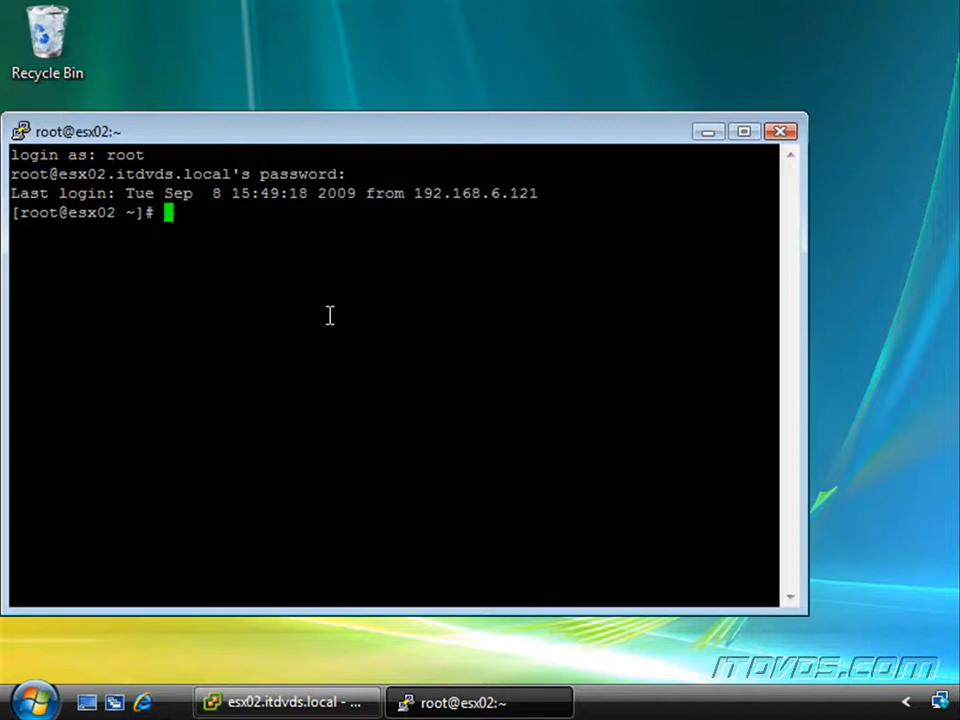 Recycle Bin
root@esx02:~
login as: root
root@esx02.itdvds.local's password:
Last login: Tue Sep  8 15:49:18 2009 from 192.168.6.121
[root@esx02 ~]#
ITDVDS.COM
esx02.itdvds.local - ...
root@esx02:~